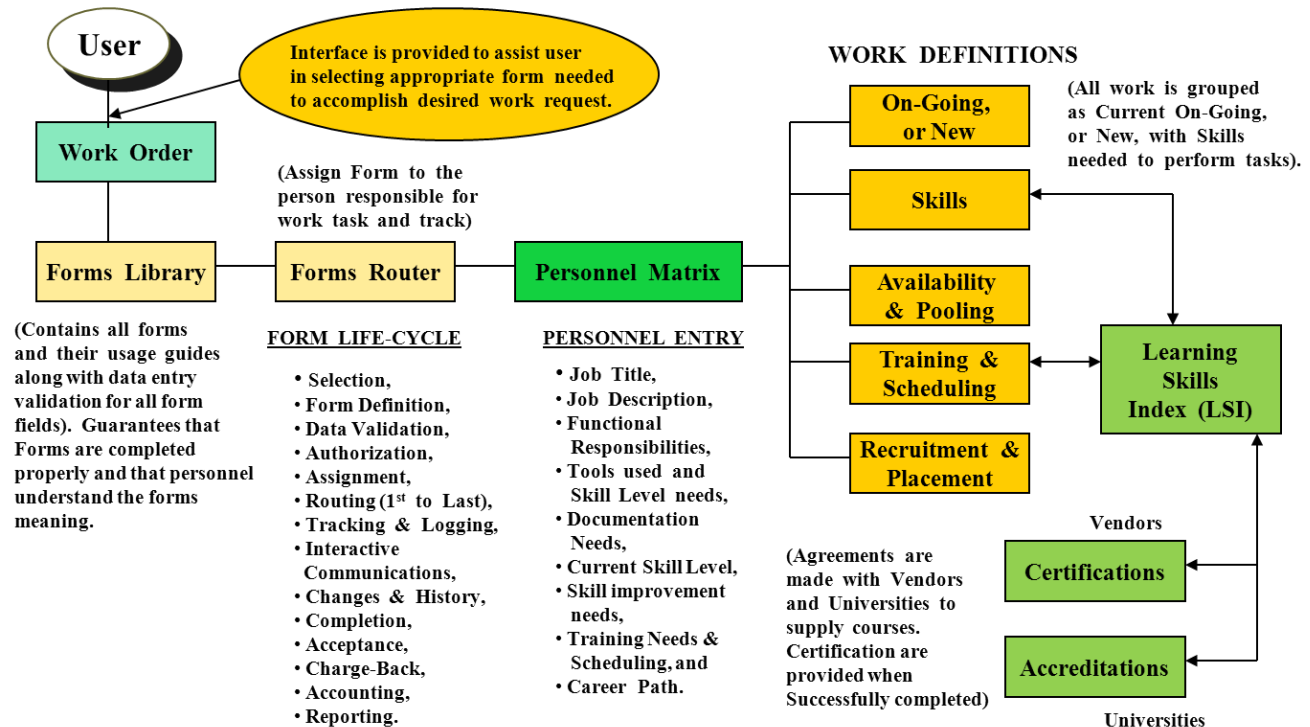 User
Interface is provided to assist user
in selecting appropriate form needed
to accomplish desired work request.
Work Order
(Assign Form to the
person responsible for
work task and track)
Forms Library
Forms Router
Personnel Matrix
(Contains all forms
and their usage guides
along with data entry
validation for all form
fields). Guarantees that
Forms are completed
properly and that personnel
understand the forms
meaning.
FORM LIFE-CYCLE
• Selection,
• Form Definition,
• Data Validation,
• Authorization,
• Assignment,
• Routing (1st to Last),
• Tracking & Logging,
• Interactive
Communications,
• Changes & History,
• Completion,
• Acceptance,
• Charge-Back,
• Accounting,
• Reporting.
PERSONNEL ENTRY
• Job Title,
• Job Description,
• Functional
Responsibilities,
• Tools used and
Skill Level needs,
• Documentation
Needs,
• Current Skill Level,
• Skill improvement
needs,
• Training Needs &
Scheduling, and
• Career Path.
WORK DEFINITIONS
On-Going,
or New
(All work is grouped
as Current On-Going,
or New, with Skills
needed to perform tasks).
Skills
Availability
& Pooling
Training &
Scheduling
Recruitment &
Placement
Learning
Skills
Index (LSI)
Vendors
Certifications
(Agreements are
made with Vendors
and Universities to
supply courses.
Certification are
provided when
Successfully completed)
Accreditations
Universities